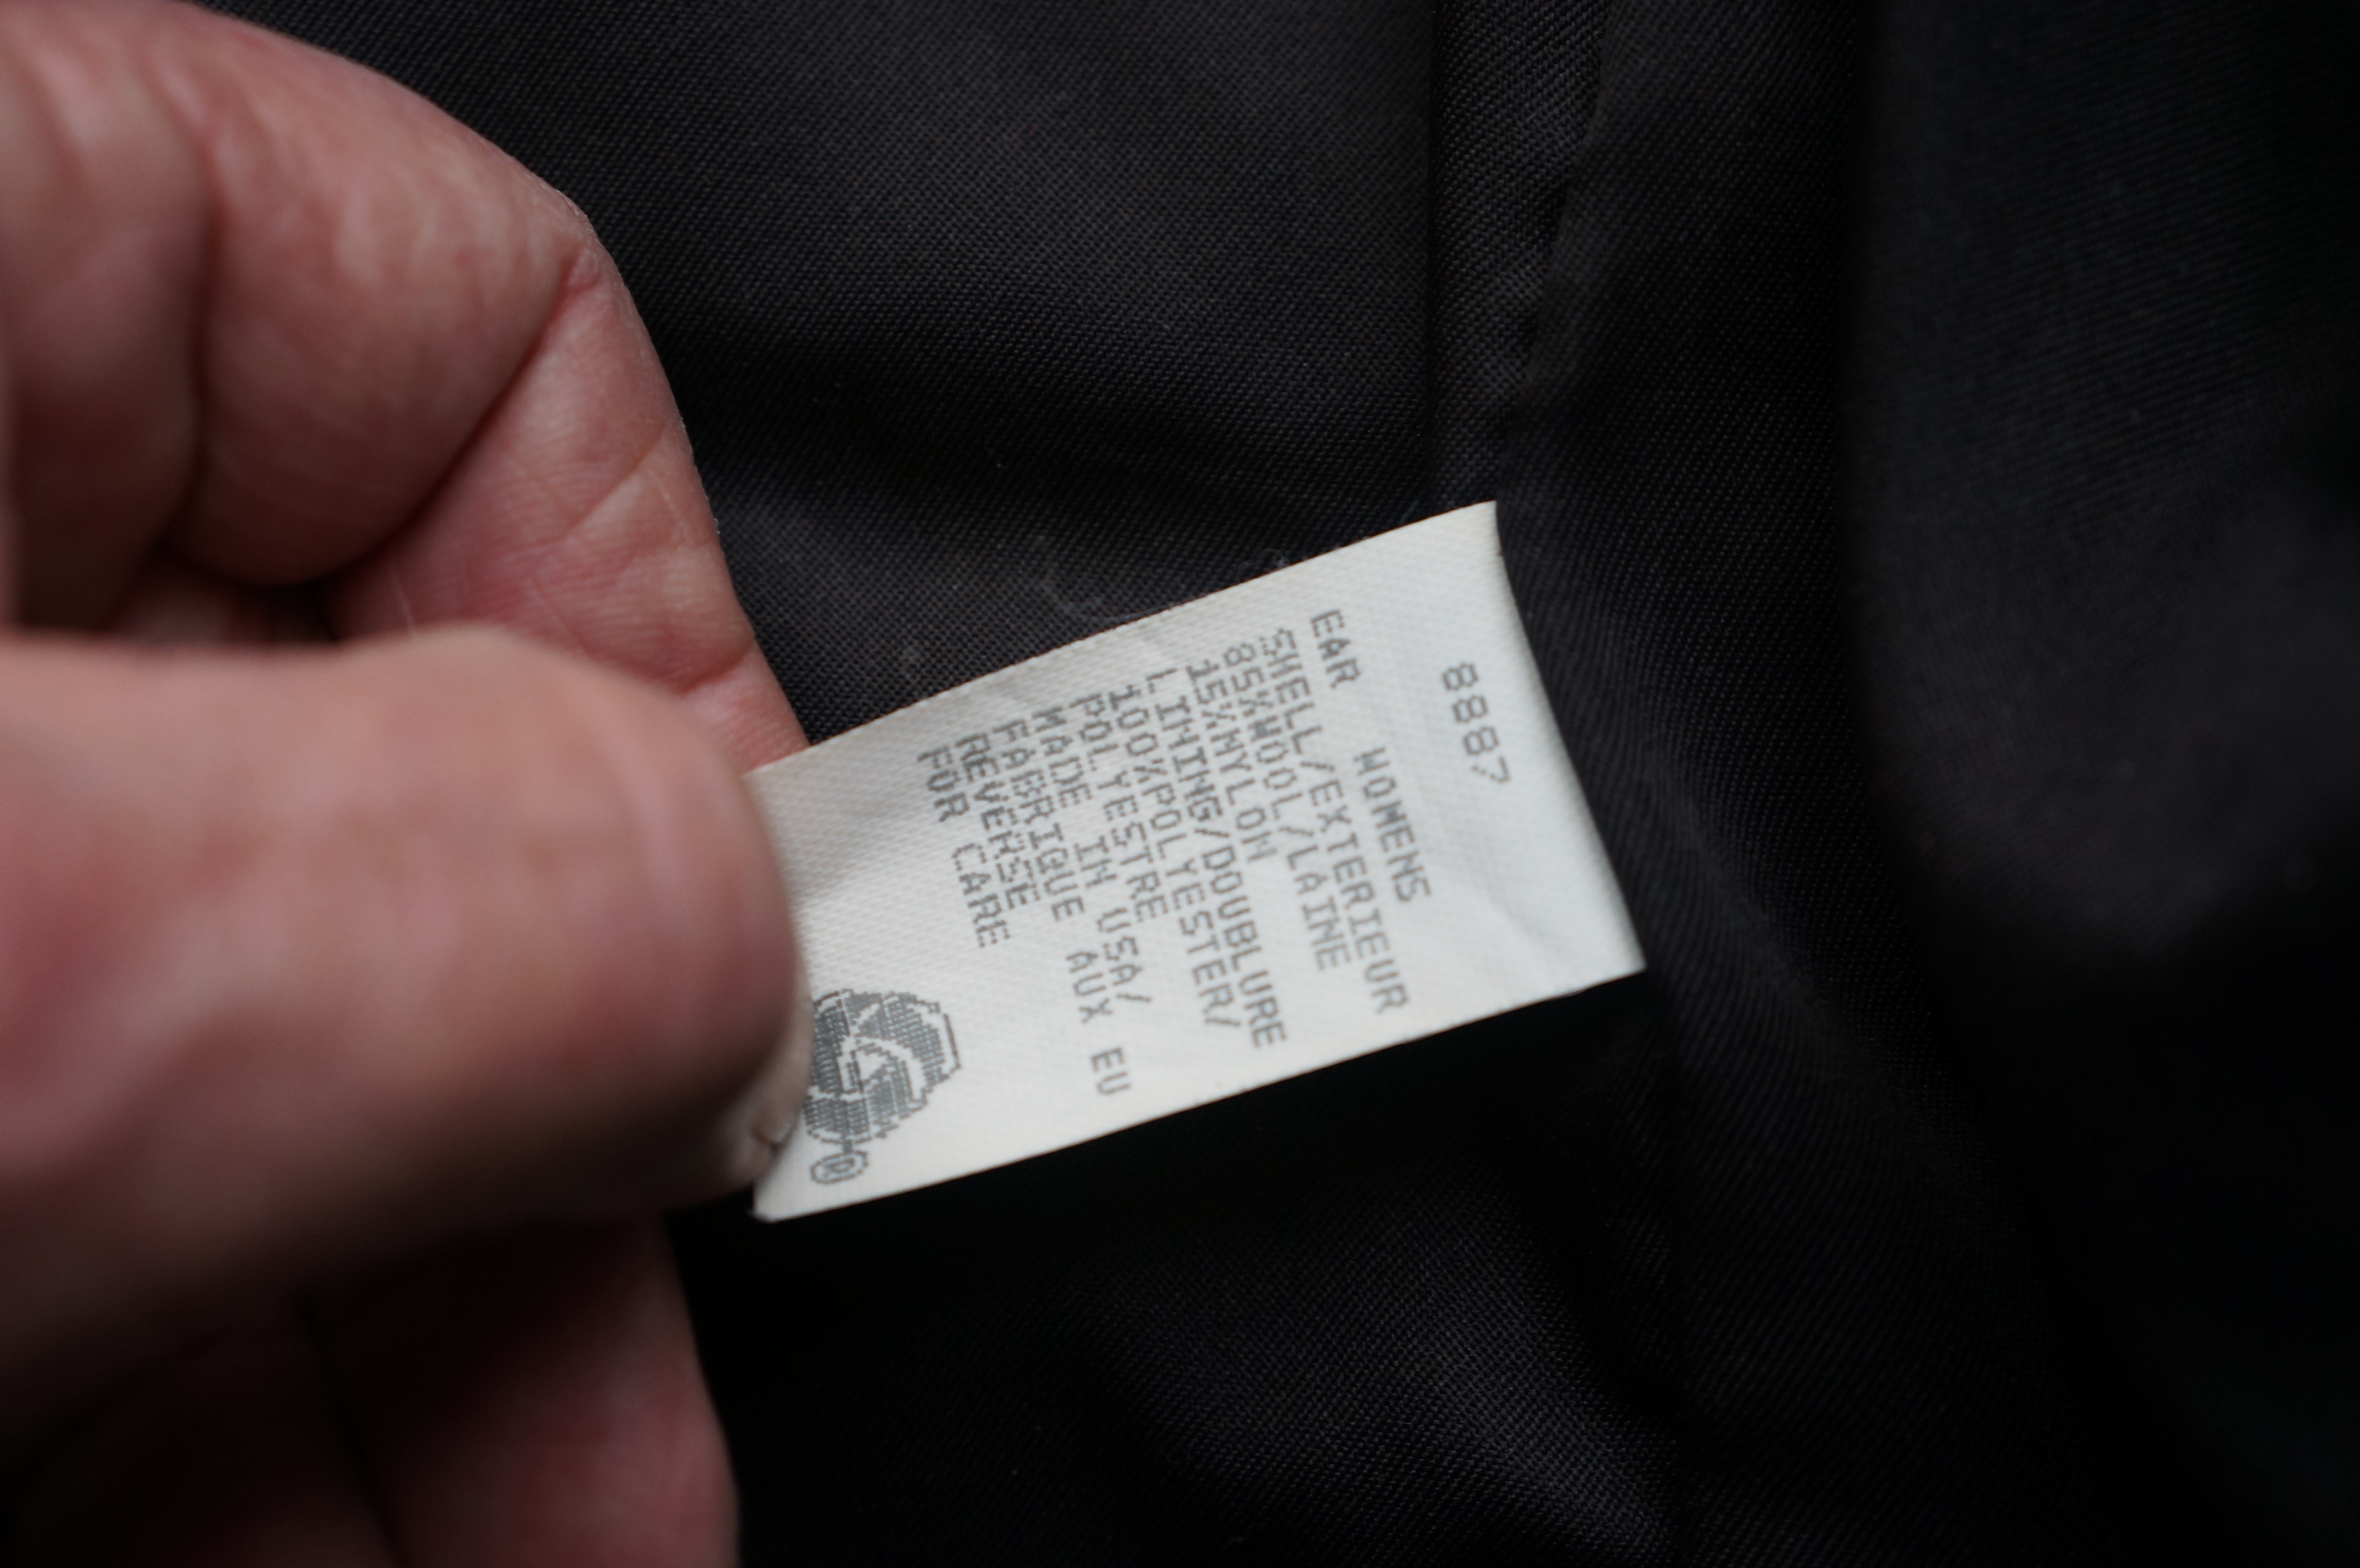 8887
EAR WOMENS
SHELL/EXTERIEUR
85%WOOL/LAINE
15%NYLON
LINING/DOUBLURE
100%POLYESTER/
POLYESTRE
MADE IN USA/
FABRIQUE AUX EU
REVERSE
FOR CARE
®